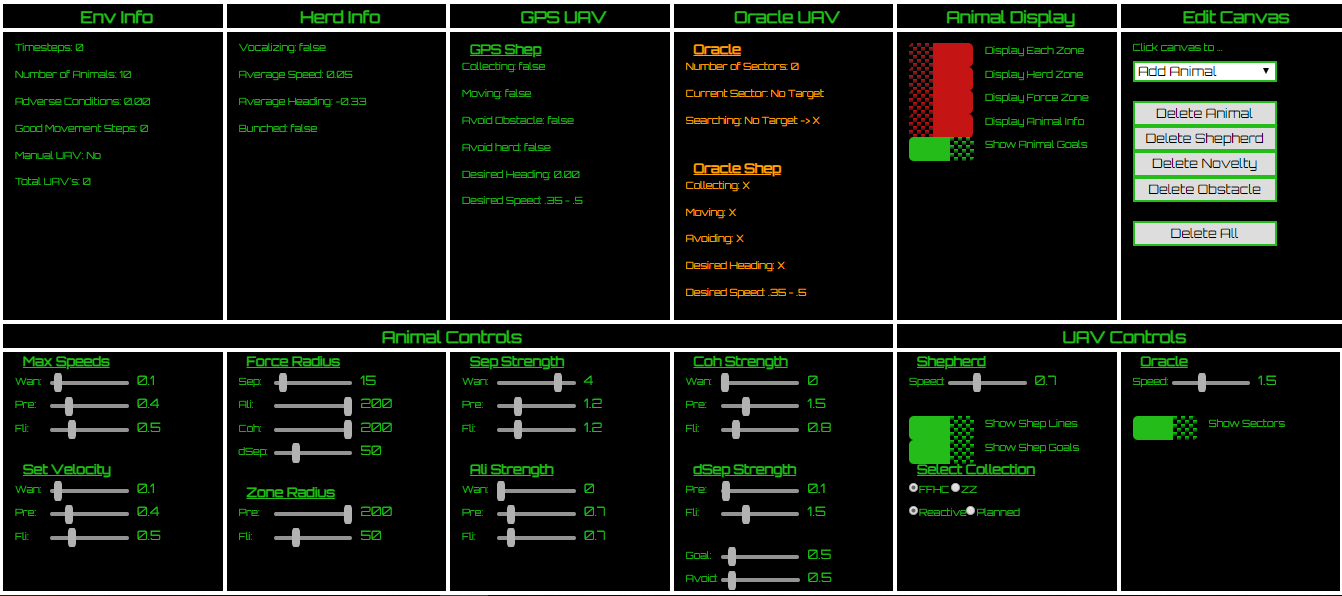 Env Info
Timesteps: 0
Number of Animals: 10
Adverse Conditions: 0.00
Good Movement Steps: 0
Manual UAV: No
Total UAV's: 0
Herd Info
Vocalizing: false
Average Speed: 0.05
Average Heading: -0.33
Bunched: false
GPS UAV
GPS Shep
Collecting: false
Moving: false
Avoid Obstacle: false
Avoid herd: false
Desired Heading: 0.00
Desired Speed: .35 - .5
Oracle UAV
Oracle
Number of Sectors: 0
Current Sector: No Target
Searching: No Target -> X
Oracle Shep
Collecting: X
Moving: X
Avoiding: X
Desired Heading: X
Desired Speed: .35 - .5
Animal Display
Display Each Zone
Display Herd Zone
Display Force Zone
Display Animal Info
Show Animal Goals
Edit Canvas
Click canvas to ...
Add Animal
Delete Animal
Delete Shepherd
Delete Novelty
Delete Obstacle
Delete All
Animal Controls
Max Speeds
Wan: 0.1
Pre: 0.4
Fli: 0.5
Set Velocity
Wan: 0.1
Pre: 0.4
Fli: 0.5
Force Radius
Sep: 15
Ali: 200
Coh: 200
dSep: 50
Zone Radius
Pre: 200
Fli: 50
Sep Strength
Wan: 4
Pre: 1.2
Fli: 1.2
Ali Strength
Wan: 0
Pre: 0.7
Fli: 0.7
Coh Strength
Wan: 0
Pre: 1.5
Fli: 0.8
dSep Strength
Pre: 0.1
Fli: 1.5
Goal: 0.5
Avoid: 0.5
UAV Controls
Shepherd
Speed: 0.7
Show Shep Lines
Show Shep Goals
Select Collection
FFHC ZZ
Reactive Planned
Oracle
Speed: 1.5
Show Sectors